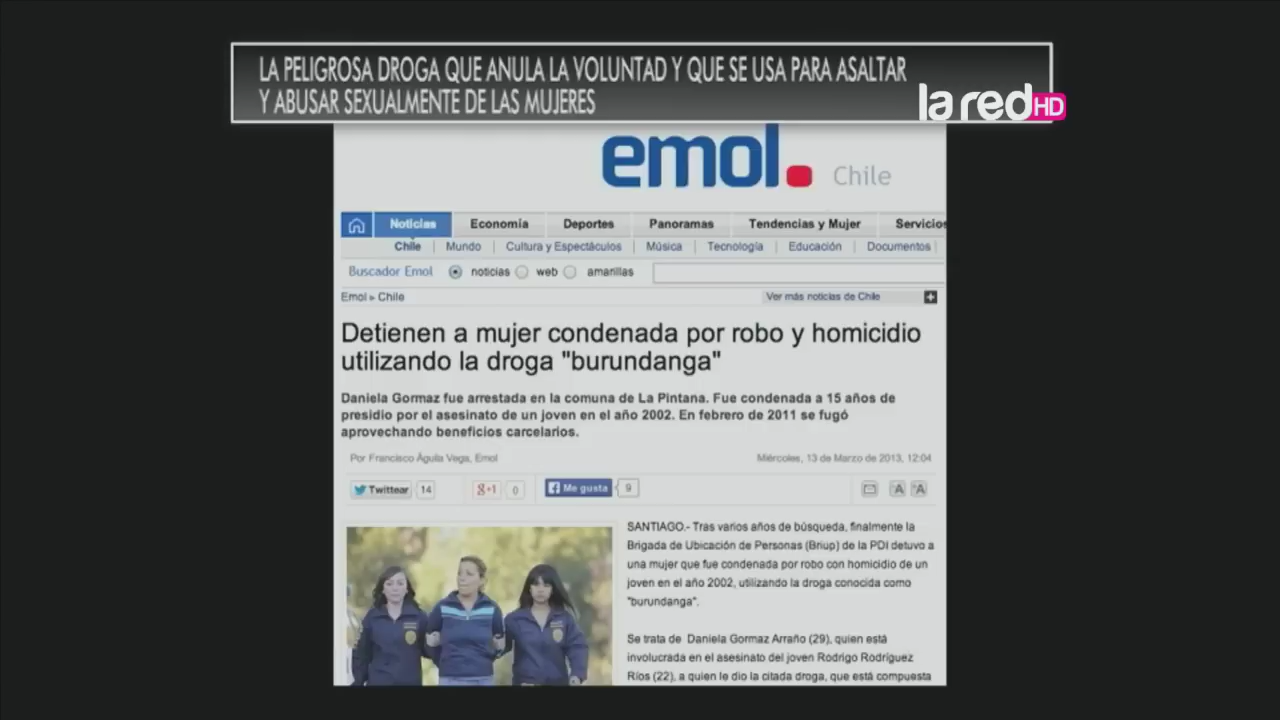 LA PELIGROSA DROGA QUE ANULA LA VOLUNTAD Y QUE SE USA PARA ASALTAR
Y ABUSAR SEXUALMENTE DE LAS MUJERES
la red HD
emol. Chile
Noticias Economía Deportes Panoramas Tendencias y Mujer Servicios
Chile | Mundo | Cultura y Espectáculos | Música | Tecnología | Educación | Documentos |
Buscador Emol noticias web amarillas
Emol » Chile Ver más noticias de Chile +
Detienen a mujer condenada por robo y homicidio
utilizando la droga "burundanga"
Daniela Gormaz fue arrestada en la comuna de La Pintana. Fue condenada a 15 años de
presidio por el asesinato de un joven en el año 2002. En febrero de 2011 se fugó
aprovechando beneficios carcelarios.
Por Francisco Águila Vega, Emol Miércoles, 13 de Marzo de 2013, 12:04
Twittear 14 g+1 0 f Me gusta 9 A A
SANTIAGO.- Tras varios años de búsqueda, finalmente la
Brigada de Ubicación de Personas (Briup) de la PDI detuvo a
una mujer que fue condenada por robo con homicidio de un
joven en el año 2002, utilizando la droga conocida como
"burundanga".
Se trata de Daniela Gormaz Arraño (29), quien está
involucrada en el asesinato del joven Rodrigo Rodríguez
Ríos (22), a quien le dio la citada droga, que está compuesta